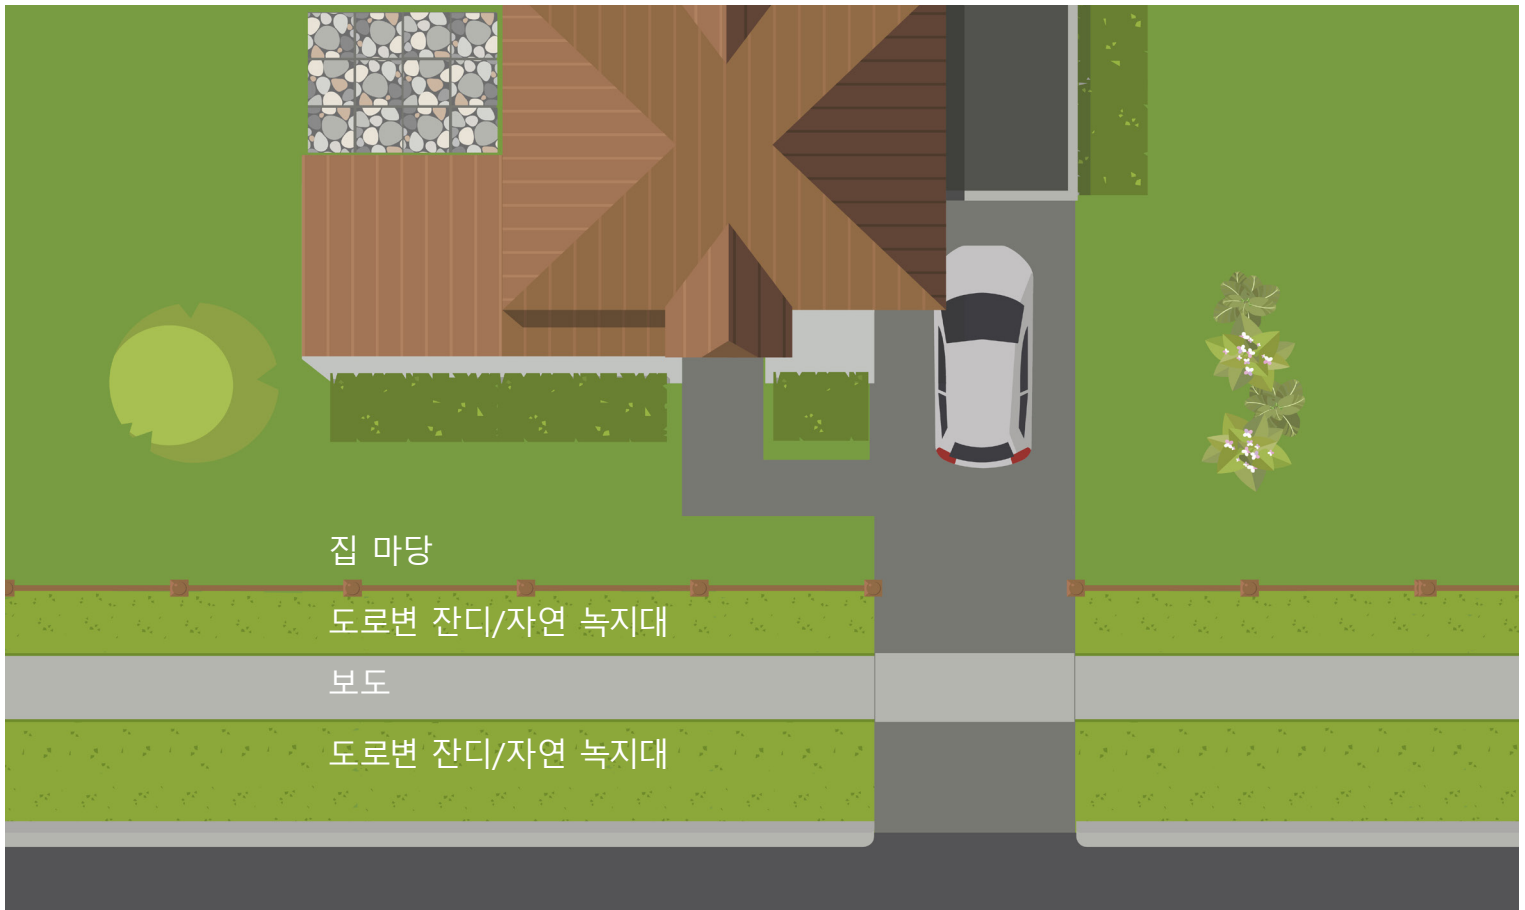 집 마당
도로변 잔디/자연 녹지대
보도
도로변 잔디/자연 녹지대